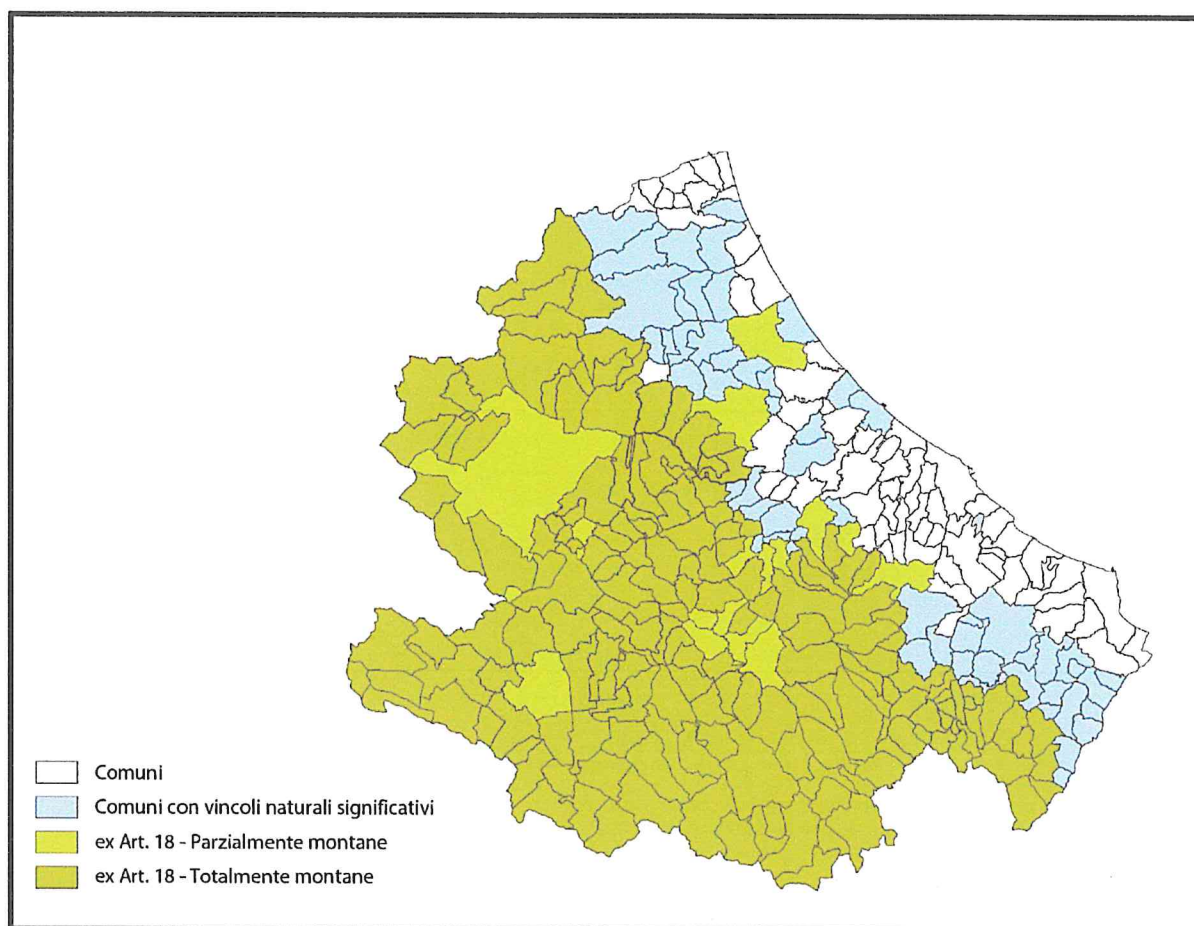 Comuni
Comuni con vincoli naturali significativi
ex Art. 18 - Parzialmente montane
ex Art. 18 - Totalmente montane